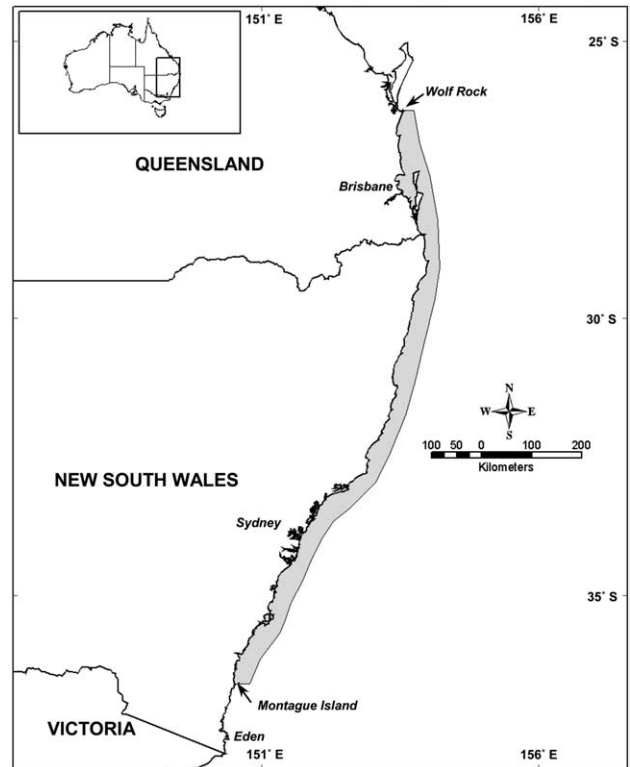 151° E
156° E
25° S
Wolf Rock
QUEENSLAND
Brisbane
30° S
N
W
E
S
100 75 50 0 100 200
Kilometers
NEW SOUTH WALES
Sydney
35° S
Montague Island
VICTORIA
Eden
151° E
156° E